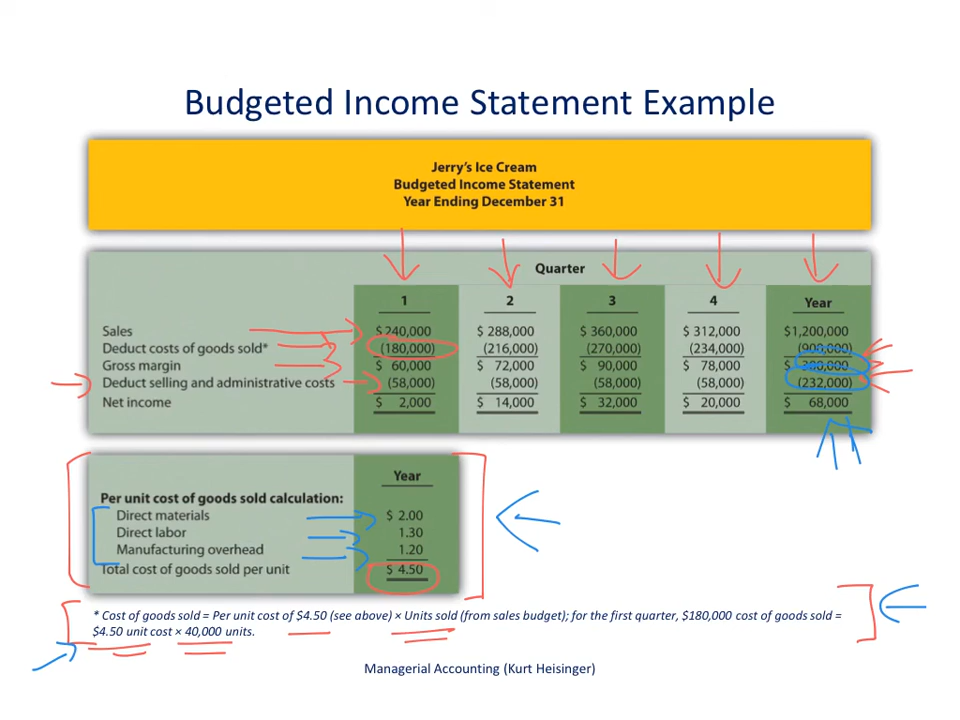 Budgeted Income Statement Example
Jerry's Ice Cream
Budgeted Income Statement
Year Ending December 31
Quarter
1 2 3 4 Year
Sales $240,000 $ 288,000 $ 360,000 $ 312,000 $1,200,000
Deduct costs of goods sold* (180,000) (216,000) (270,000) (234,000) (900,000)
Gross margin $ 60,000 $ 72,000 $ 90,000 $ 78,000 $ 300,000
Deduct selling and administrative costs (58,000) (58,000) (58,000) (58,000) (232,000)
Net income $ 2,000 $ 14,000 $ 32,000 $ 20,000 $ 68,000
Year
Per unit cost of goods sold calculation:
Direct materials $ 2.00
Direct labor 1.30
Manufacturing overhead 1.20
Total cost of goods sold per unit $ 4.50
* Cost of goods sold = Per unit cost of $4.50 (see above) × Units sold (from sales budget); for the first quarter, $180,000 cost of goods sold =
$4.50 unit cost × 40,000 units.
Managerial Accounting (Kurt Heisinger)